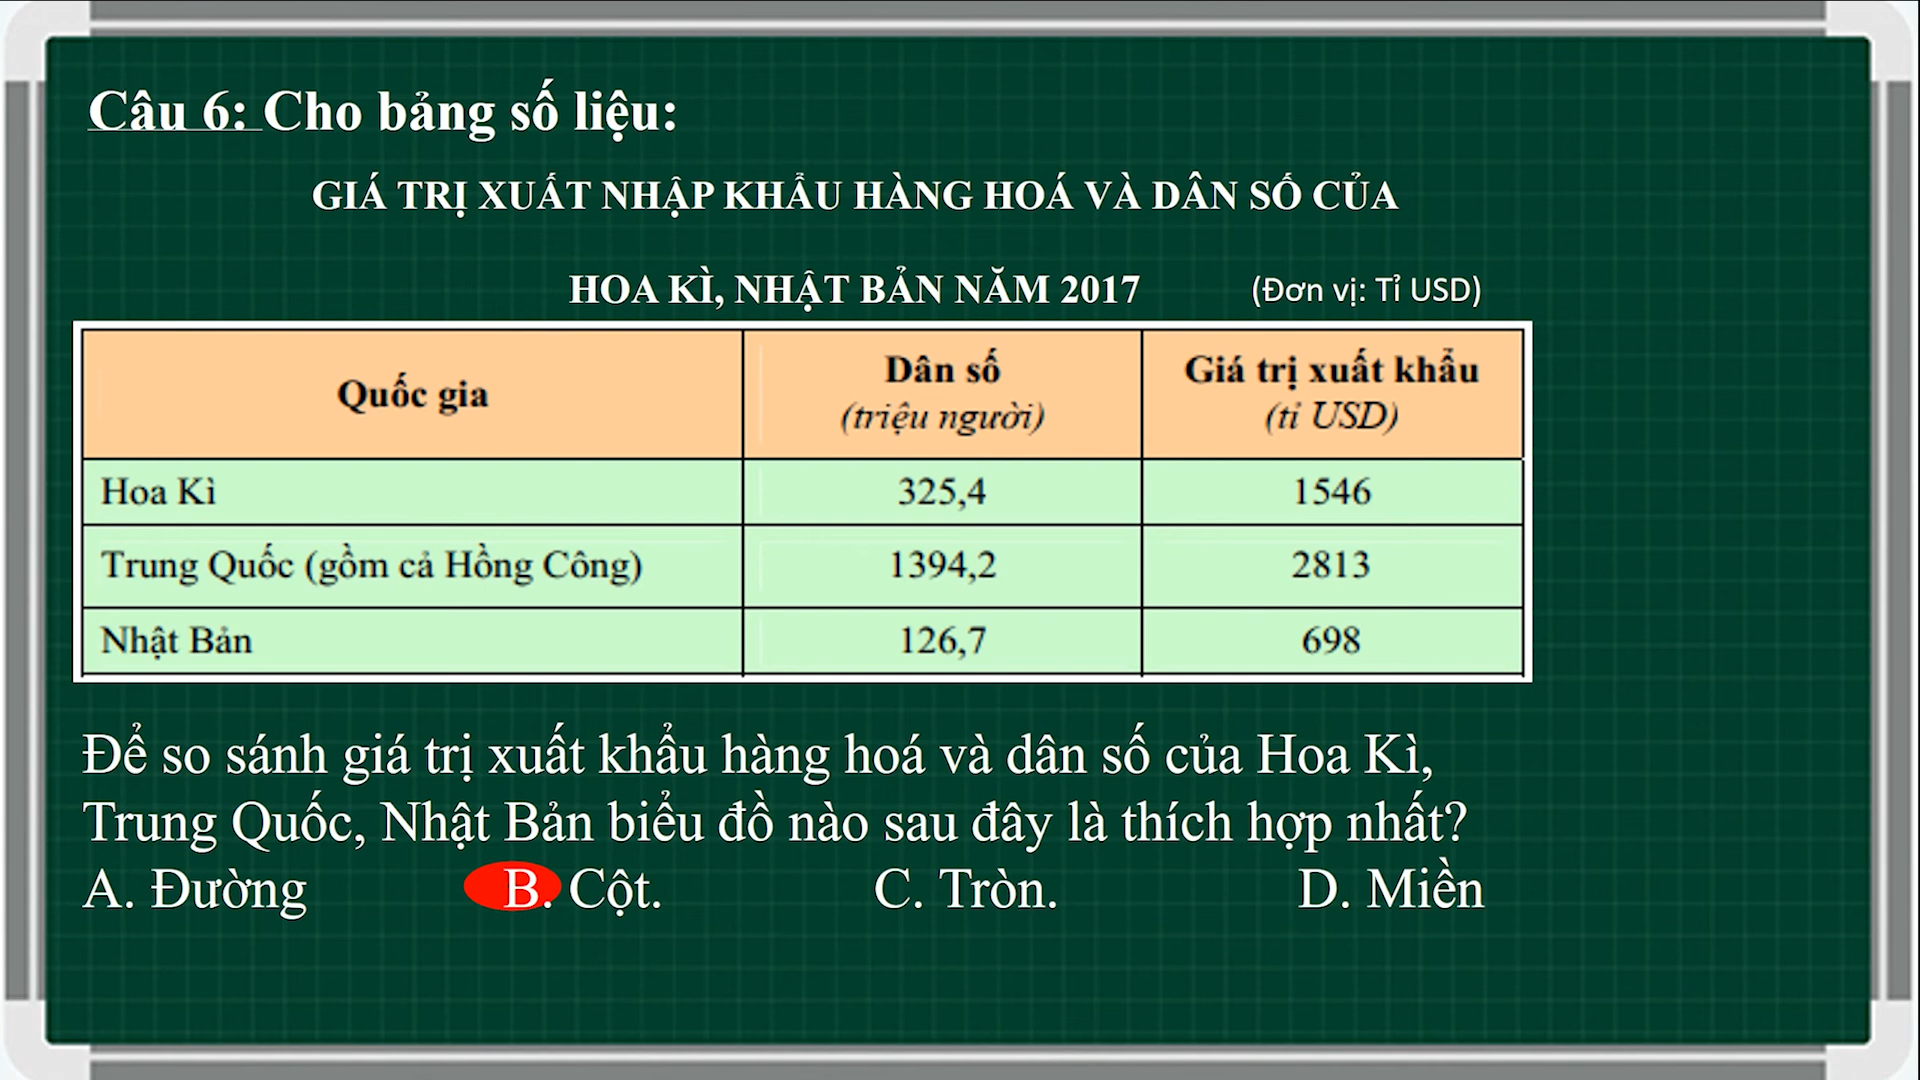 Câu 6: Cho bảng số liệu:
GIÁ TRỊ XUẤT NHẬP KHẨU HÀNG HOÁ VÀ DÂN SỐ CỦA
HOA KÌ, NHẬT BẢN NĂM 2017 (Đơn vị: Tỉ USD)
Quốc gia Dân số (triệu người) Giá trị xuất khẩu (tỉ USD)
Hoa Kì 325,4 1546
Trung Quốc (gồm cả Hồng Công) 1394,2 2813
Nhật Bản 126,7 698
Để so sánh giá trị xuất khẩu hàng hoá và dân số của Hoa Kì,
Trung Quốc, Nhật Bản biểu đồ nào sau đây là thích hợp nhất?
A. Đường B. Cột. C. Tròn. D. Miền